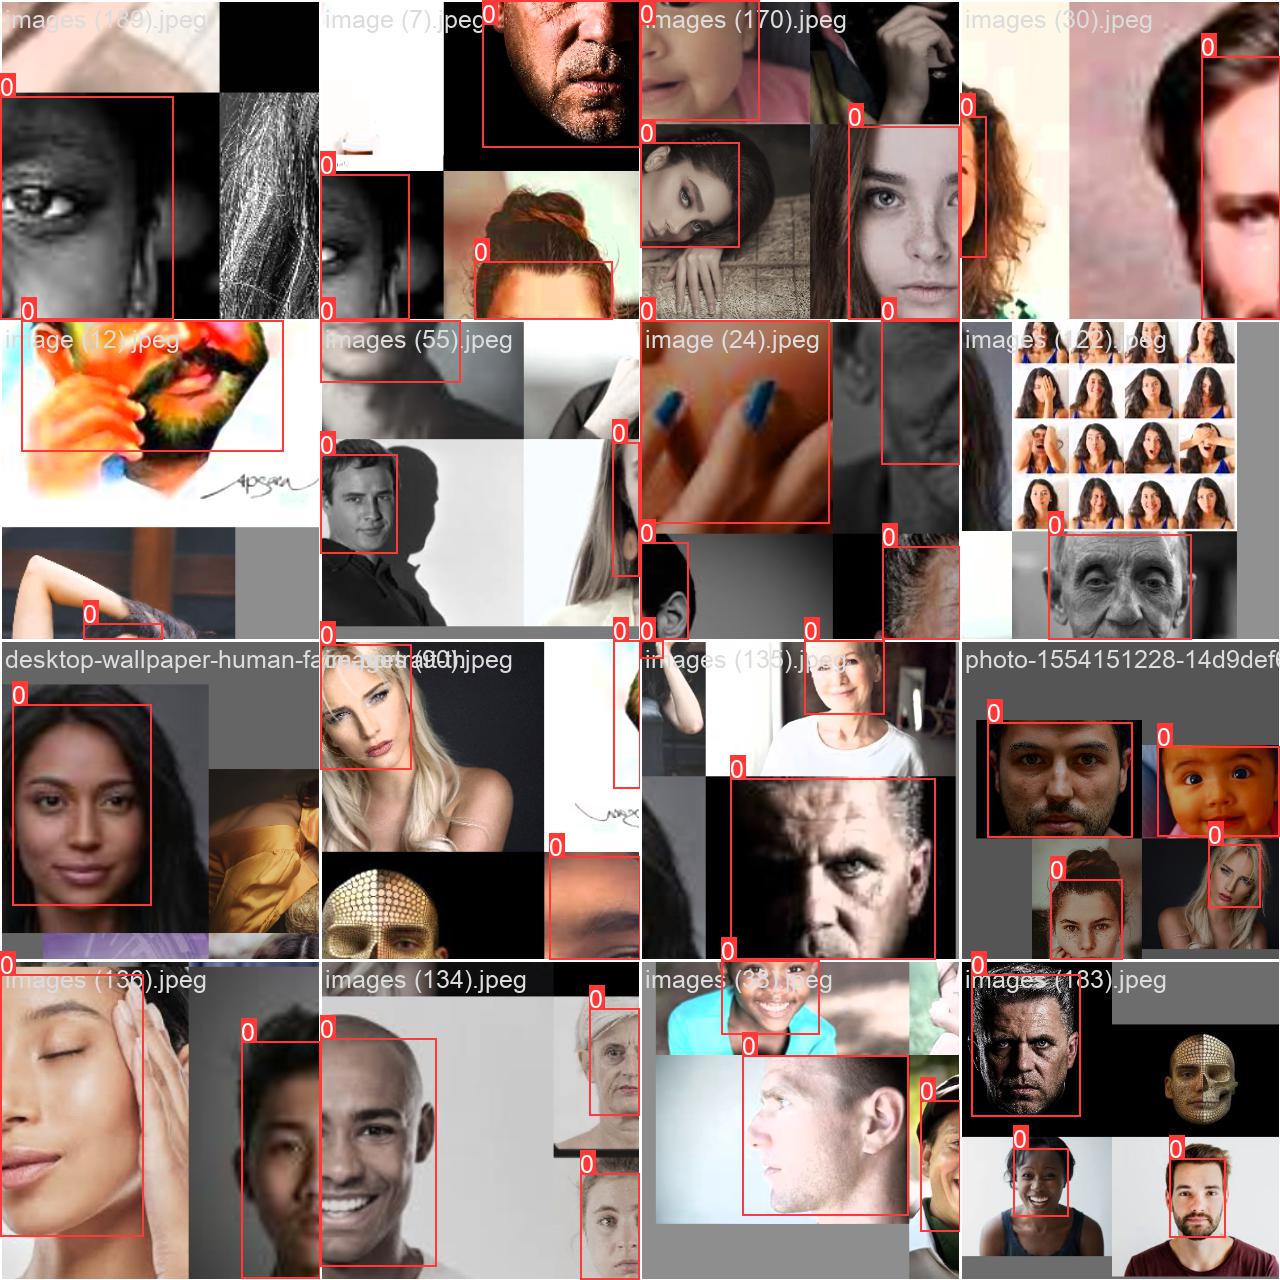 images (169).jpeg
image (7).jpeg
images (170).jpeg
images (30).jpeg
0
0
0
0
0
0
0
0
0
0
0
0
0
0
image (12).jpeg
images (55).jpeg
image (24).jpeg
images (122).jpeg
0
0
0
0
0
0
0
0
0
0
desktop-wallpaper-human-fa
images (90).jpeg
images (135).jpeg
photo-1554151228-14d9def
0
0
0
0
0
0
0
0
0
images (136).jpeg
images (134).jpeg
images (38).jpeg
images (183).jpeg
0
0
0
0
0
0
0
0
0
0